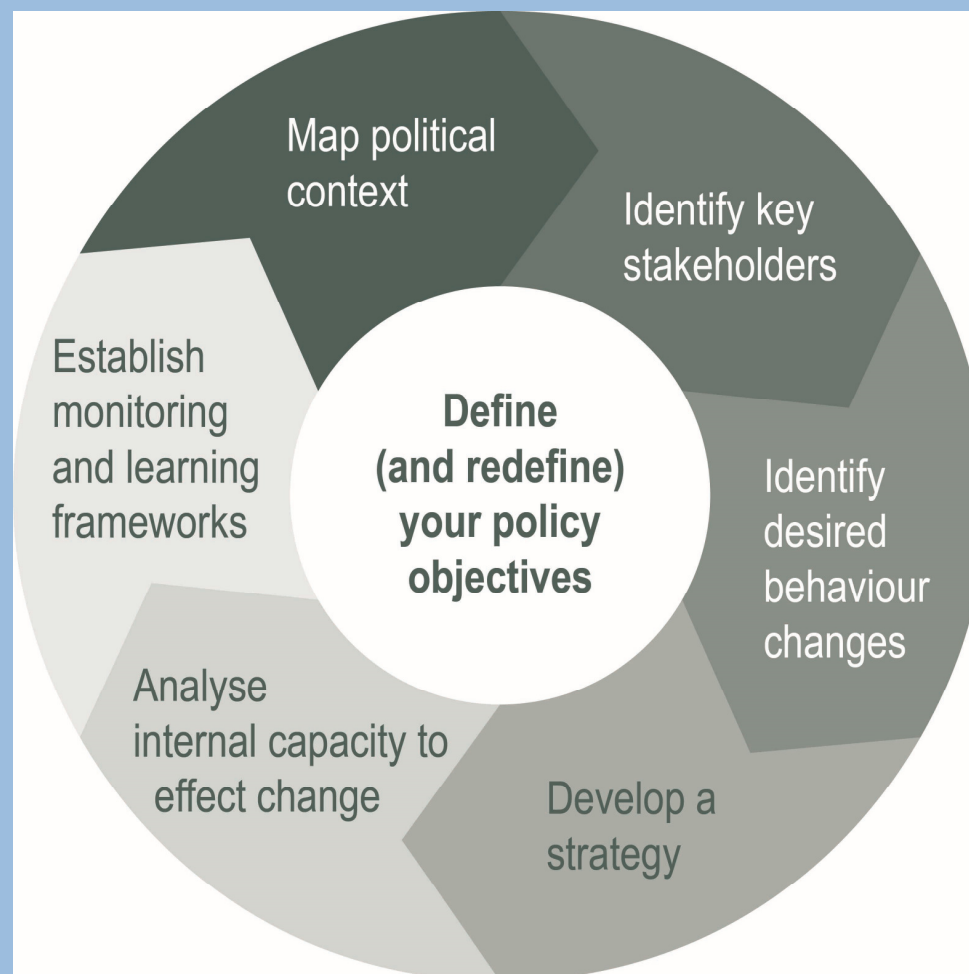 Map political
context
Identify key
stakeholders
Identify
desired
behaviour
changes
Develop a
strategy
Analyse
internal capacity to
effect change
Establish
monitoring
and learning
frameworks
Define
(and redefine)
your policy
objectives